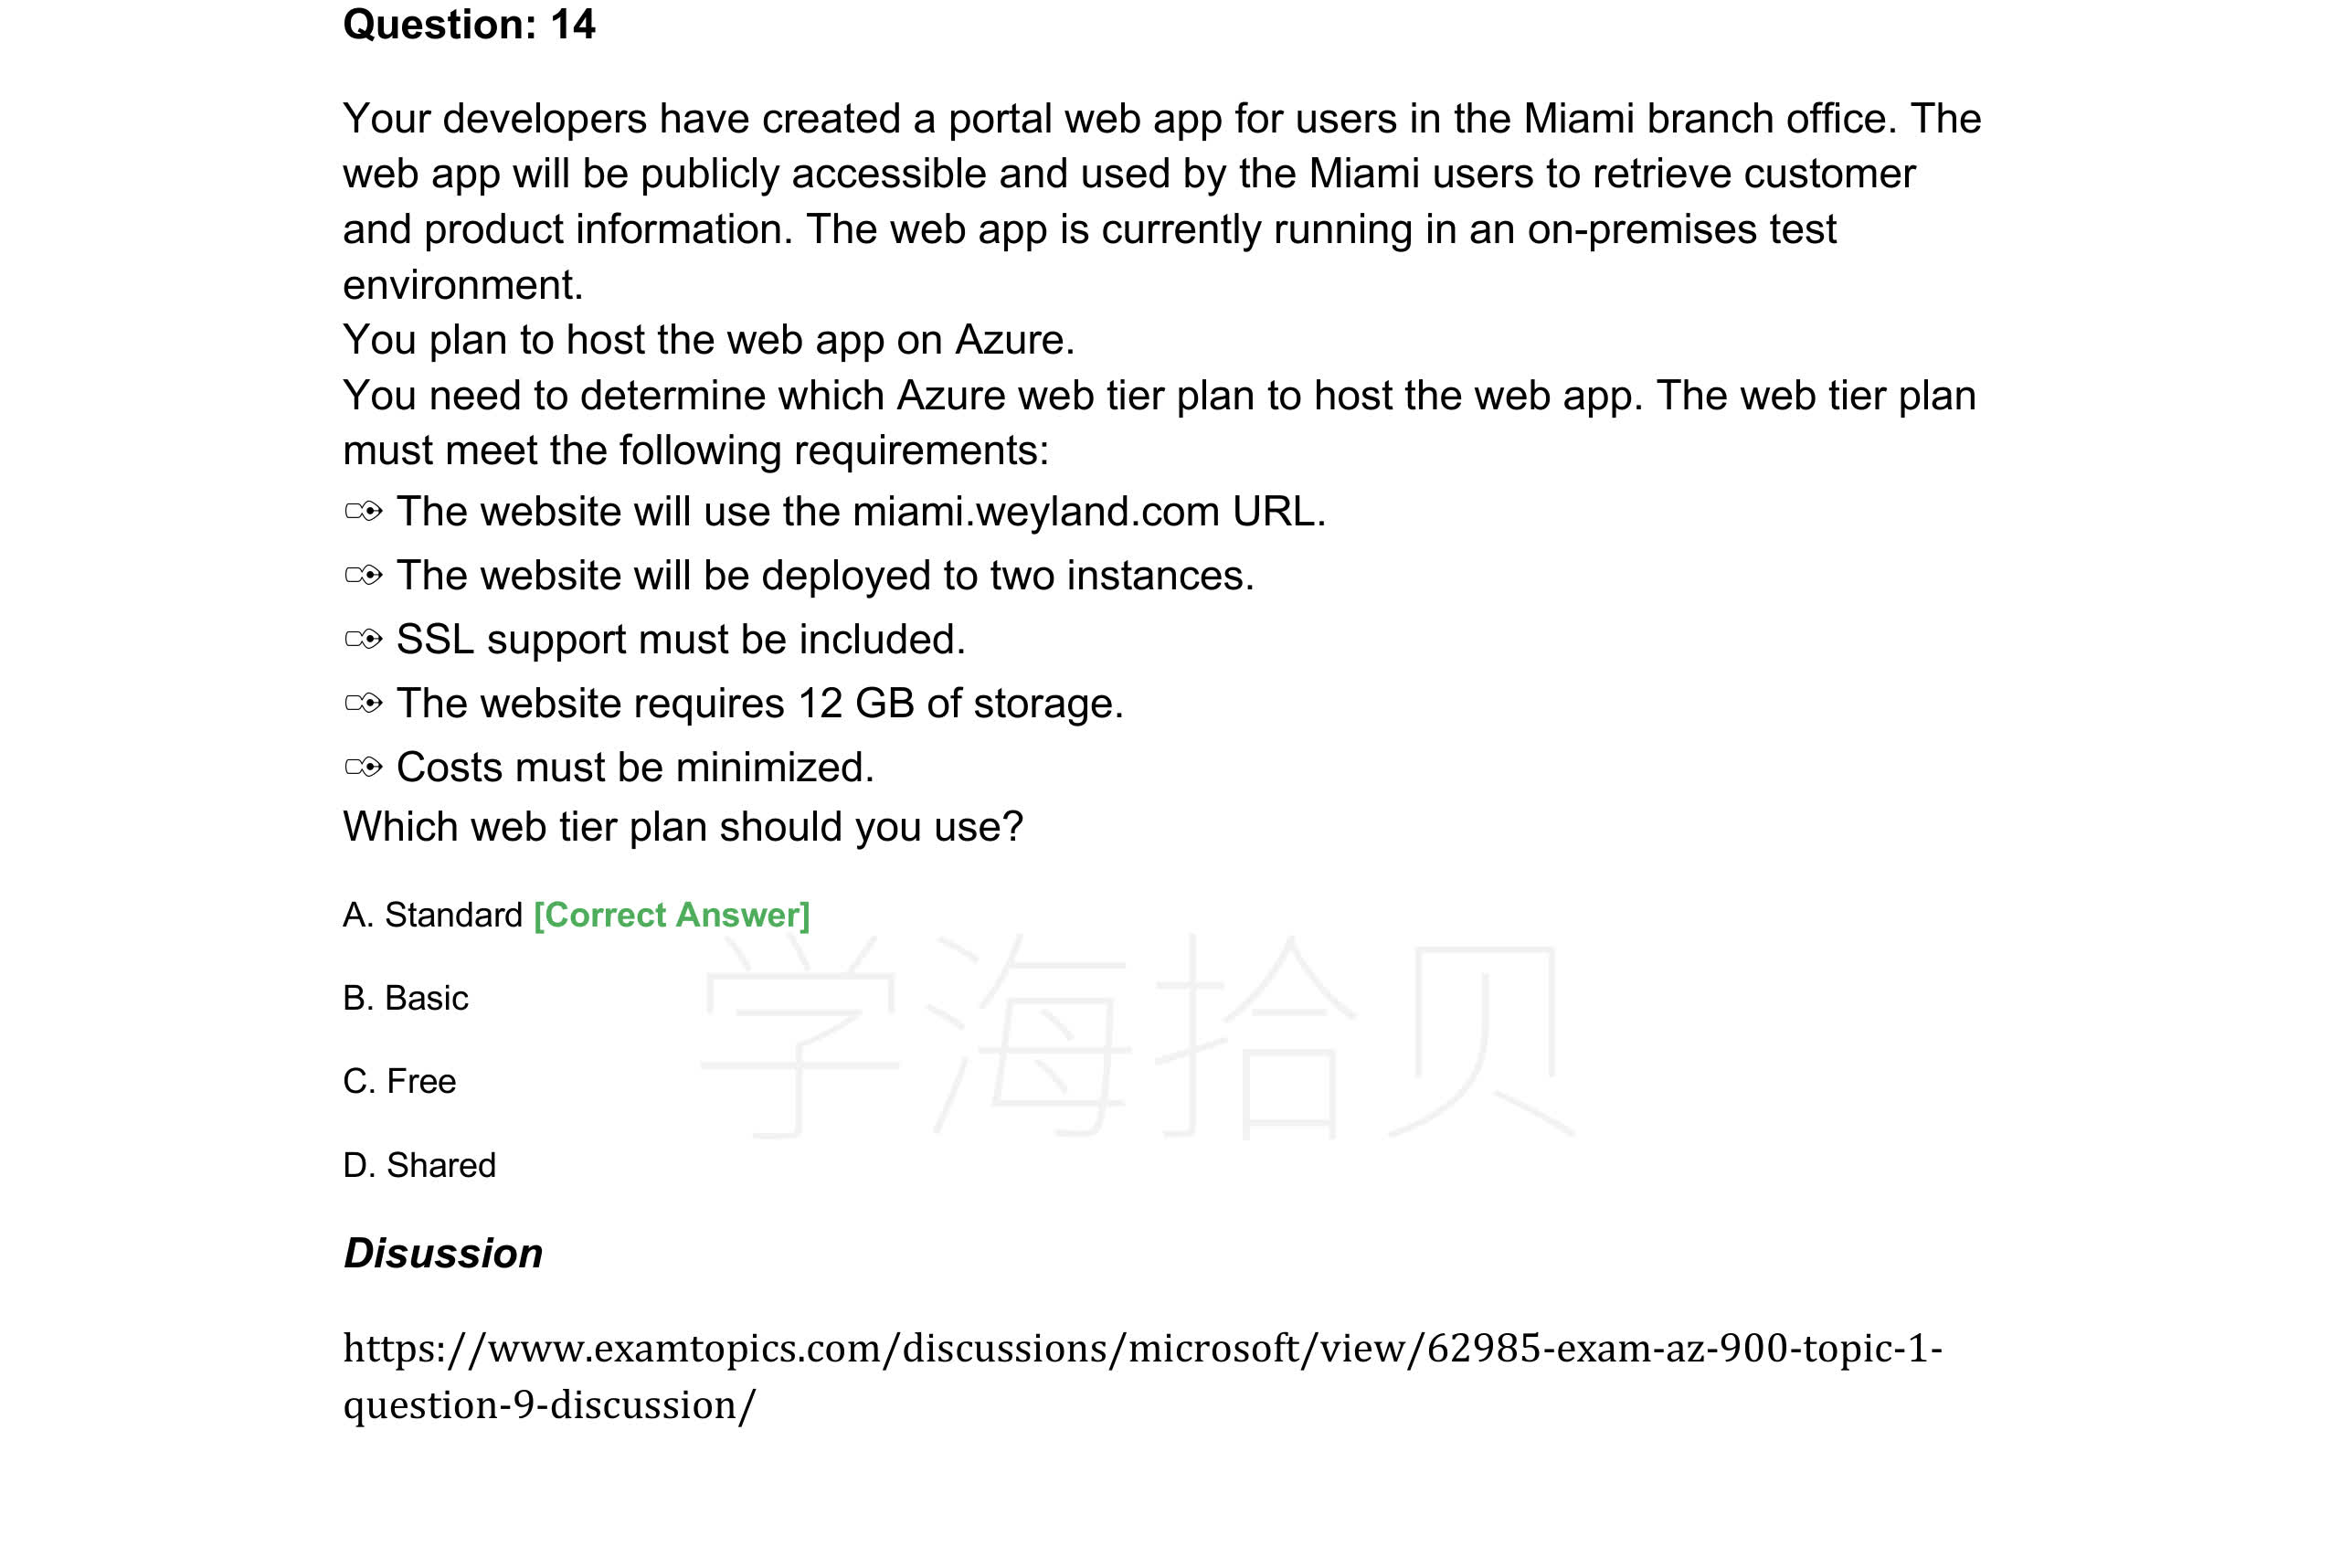 Question: 14
Your developers have created a portal web app for users in the Miami branch office. The
web app will be publicly accessible and used by the Miami users to retrieve customer
and product information. The web app is currently running in an on-premises test
environment.
You plan to host the web app on Azure.
You need to determine which Azure web tier plan to host the web app. The web tier plan
must meet the following requirements:
✑ The website will use the miami.weyland.com URL.
✑ The website will be deployed to two instances.
✑ SSL support must be included.
✑ The website requires 12 GB of storage.
✑ Costs must be minimized.
Which web tier plan should you use?
A. Standard [Correct Answer]
学海拾贝
B. Basic
C. Free
D. Shared
Disussion
https://www.examtopics.com/discussions/microsoft/view/62985-exam-az-900-topic-1-
question-9-discussion/